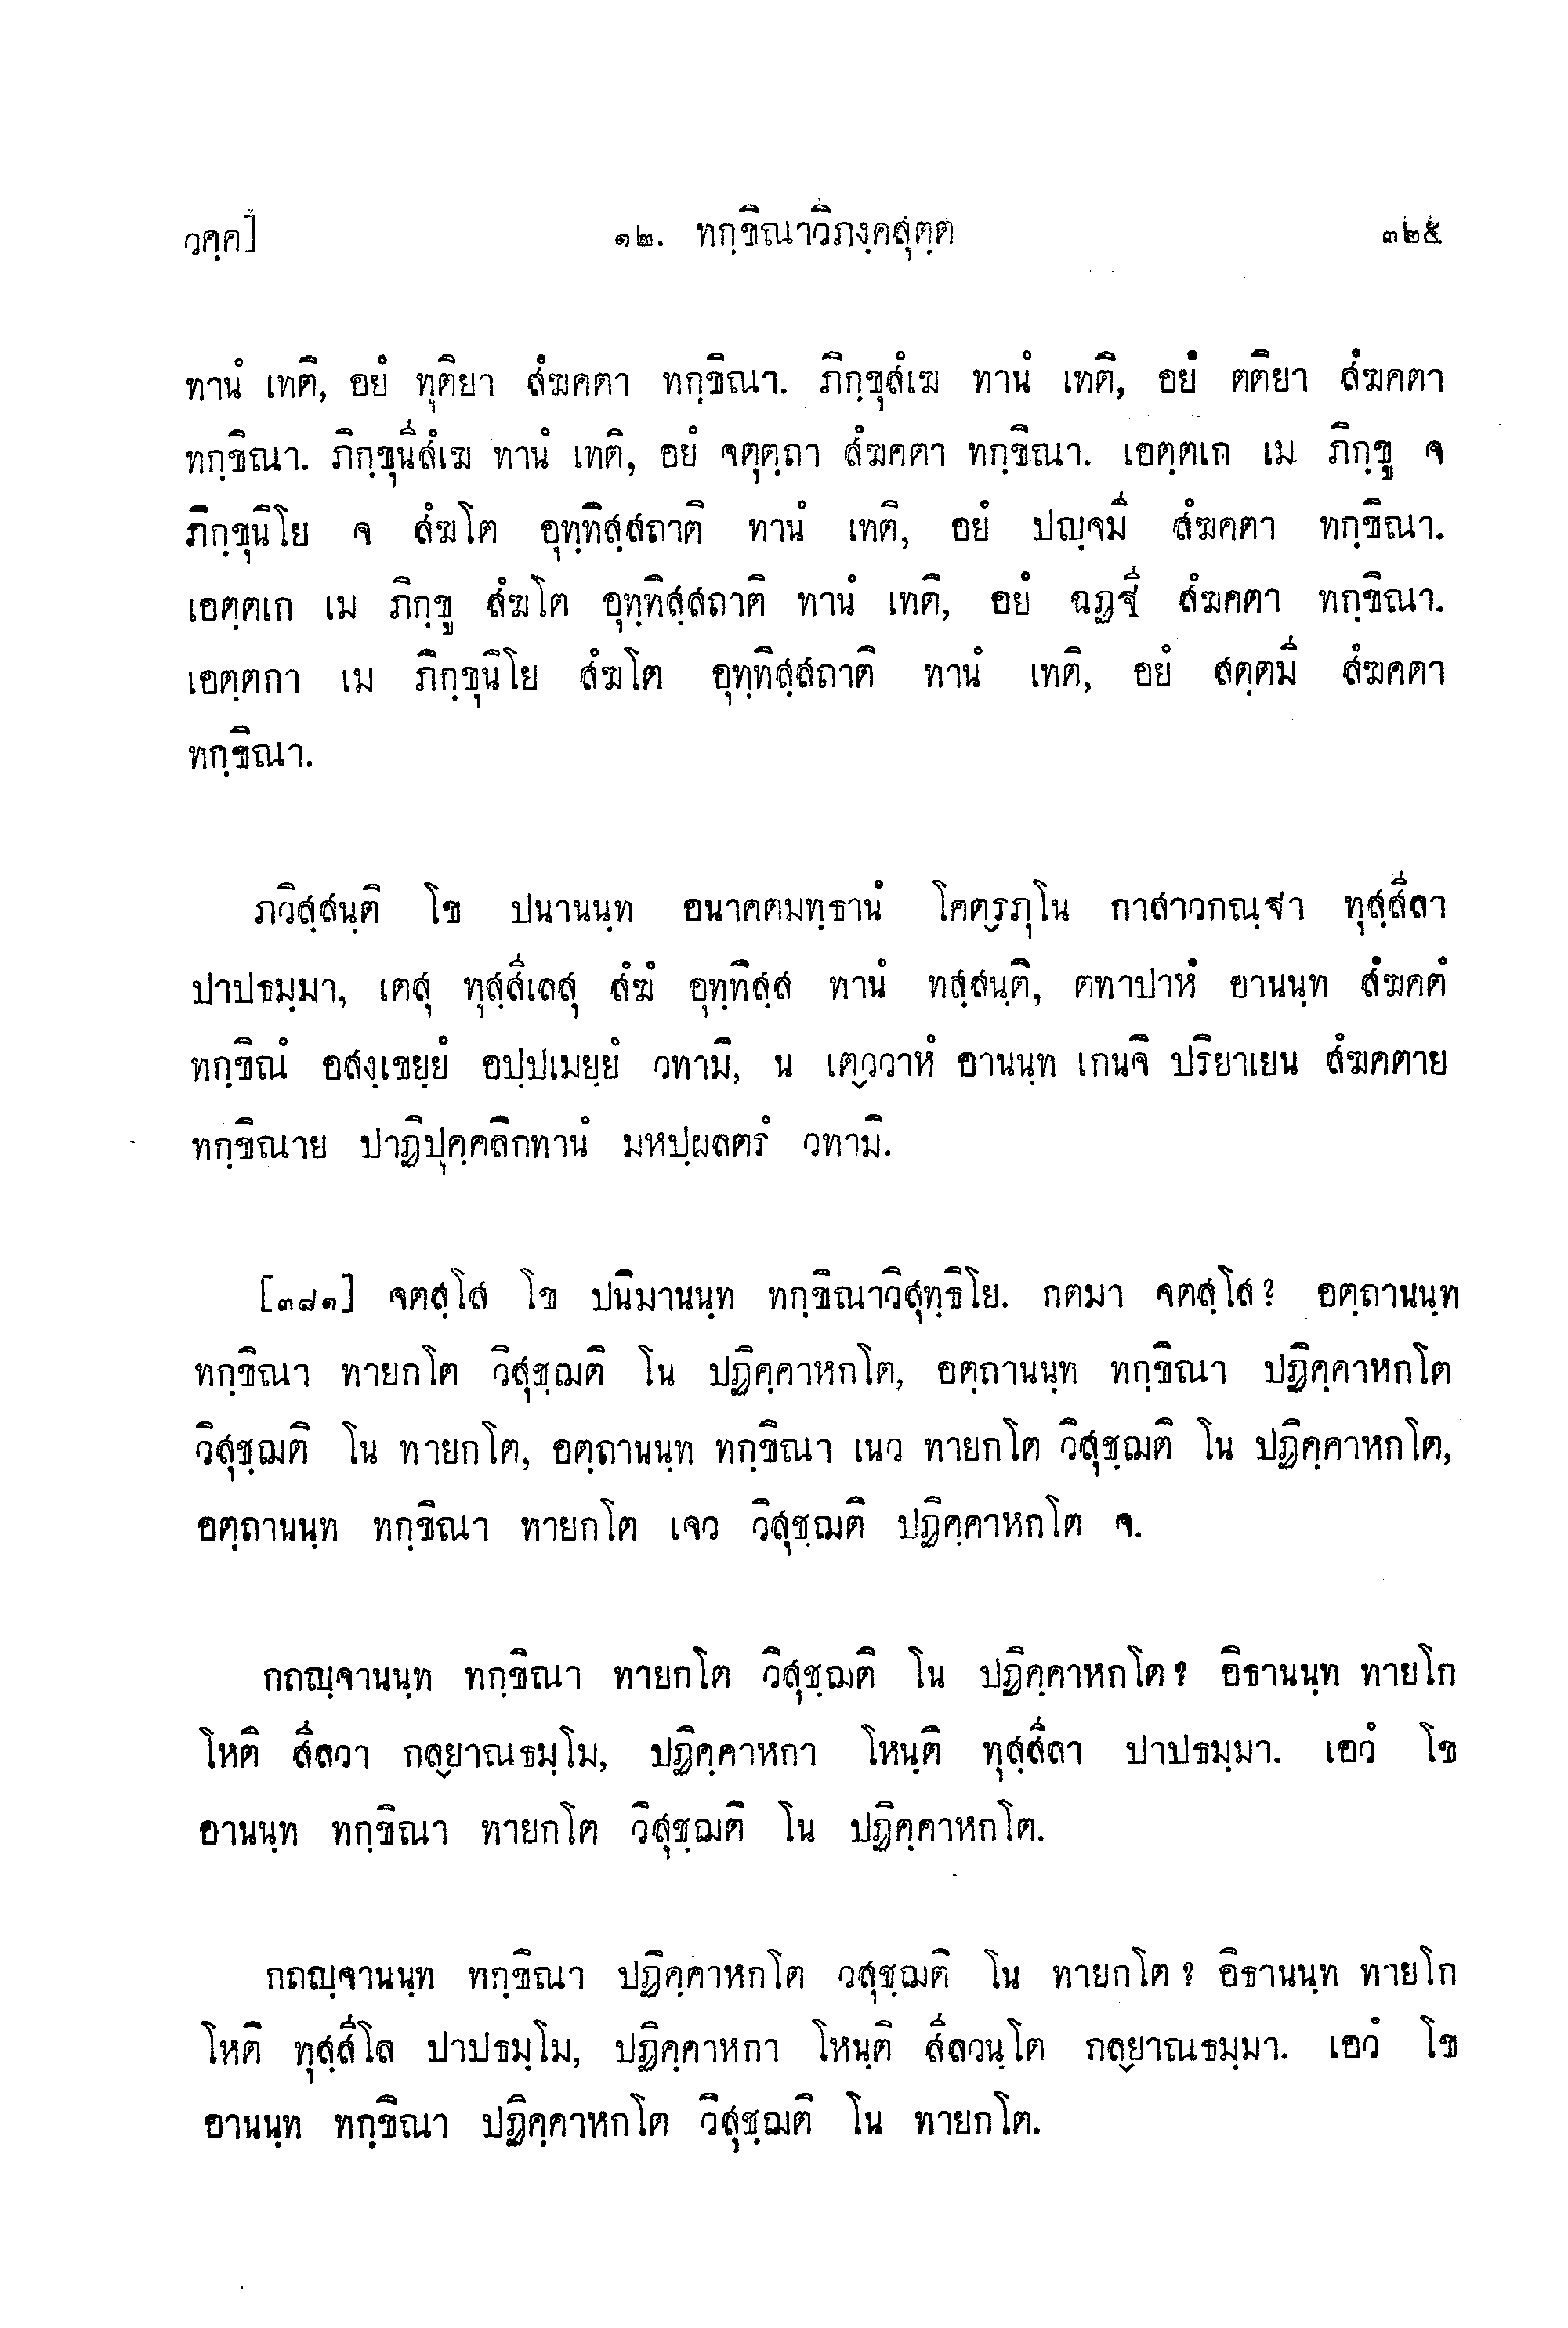 วคฺค]
๑๒. ทกฺขิณาวิภงฺคสุตฺต
๓๒๕
ทานํ เทติ, อยํ ทุติยา สํฆคตา ทกฺขิณา. ภิกฺขุสํเฆ ทานํ เทติ, อยํ ตติยา สํฆคตา
ทกฺขิณา. ภิกฺขุนีสํเฆ ทานํ เทติ, อยํ จตุตฺถา สํฆคตา ทกฺขิณา. เอตฺตเก เม ภิกฺขู จ
ภิกฺขุนิโย จ สํฆโต อุทฺทิสฺสถาติ ทานํ เทติ, อยํ ปญฺจมี สํฆคตา ทกฺขิณา.
เอตฺตเก เม ภิกฺขู สํฆโต อุทฺทิสฺสถาติ ทานํ เทติ, อยํ ฉฏฺฐี สํฆคตา ทกฺขิณา.
เอตฺตกา เม ภิกฺขุนิโย สํฆโต อุทฺทิสฺสถาติ ทานํ เทติ, อยํ สตฺตมี สํฆคตา
ทกฺขิณา.
ภวิสฺสนฺติ โข ปนานนฺท อนาคตมทฺธานํ โคตฺรภุโน กาสาวกณฺฐา ทุสฺสีลา
ปาปธมฺมา, เตสุ ทุสฺสีเลสุ สํฆํ อุทฺทิสฺส ทานํ ทสฺสนฺติ, ตทาปาหํ อานนฺท สํฆคตํ
ทกฺขิณํ อสงฺเขยฺยํ อปฺปเมยฺยํ วทามิ, น เตฺววาหํ อานนฺท เกนจิ ปริยาเยน สํฆคตาย
ทกฺขิณาย ปาฏิปุคฺคลิกทานํ มหปฺผลตรํ วทามิ.
[๓๘๑] จตสฺโส โข ปนิมานนฺท ทกฺขิณาวิสุทฺธิโย. กตมา จตสฺโส? อตฺถานนฺท
ทกฺขิณา ทายกโต วิสุชฺฌติ โน ปฏิคฺคาหกโต, อตฺถานนฺท ทกฺขิณา ปฏิคฺคาหกโต
วิสุชฺฌติ โน ทายกโต, อตฺถานนฺท ทกฺขิณา เนว ทายกโต วิสุชฺฌติ โน ปฏิคฺคาหกโต,
อตฺถานนฺท ทกฺขิณา ทายกโต เจว วิสุชฺฌติ ปฏิคฺคาหกโต จ.
กถญฺจานนฺท ทกฺขิณา ทายกโต วิสุชฺฌติ โน ปฏิคฺคาหกโต? อิธานนฺท ทายโก
โหติ สีลวา กลฺยาณธมฺโม, ปฏิคฺคาหกา โหนฺติ ทุสฺสีลา ปาปธมฺมา. เอวํ โข
อานนฺท ทกฺขิณา ทายกโต วิสุชฺฌติ โน ปฏิคฺคาหกโต.
กถญฺจานนฺท ทกฺขิณา ปฏิคฺคาหกโต วสุชฺฌติ โน ทายกโต? อิธานนฺท ทายโก
โหติ ทุสฺสีโล ปาปธมฺโม, ปฏิคฺคาหกา โหนฺติ สีลวนฺโต กลฺยาณธมฺมา. เอวํ โข
อานนฺท ทกฺขิณา ปฏิคฺคาหกโต วิสุชฺฌติ โน ทายกโต.